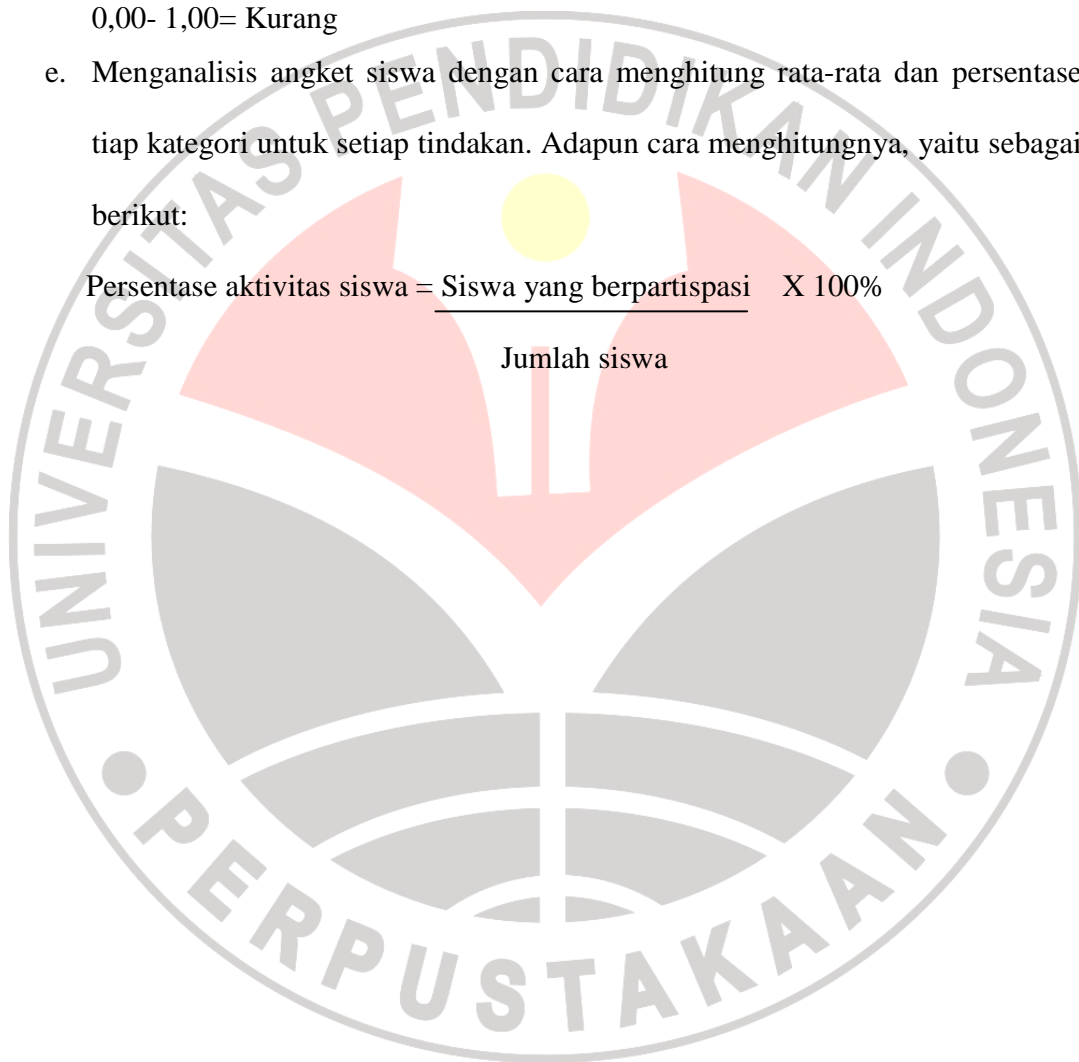 0,00- 1,00= Kurang
e. Menganalisis angket siswa dengan cara menghitung rata-rata dan persentase
tiap kategori untuk setiap tindakan. Adapun cara menghitungnya, yaitu sebagai
berikut:
Persentase aktivitas siswa = Siswa yang berpartispasi X 100%
Jumlah siswa
UNIVERSITAS PENDIDIKAN INDONESIA
PERPUSTAKAAN